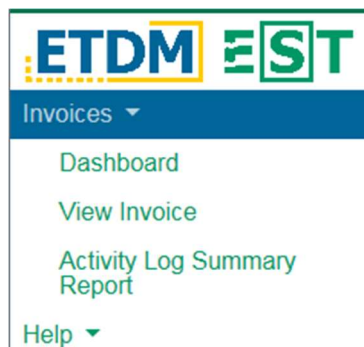 ETDM EST
Invoices
Dashboard
View Invoice
Activity Log Summary
Report
Help